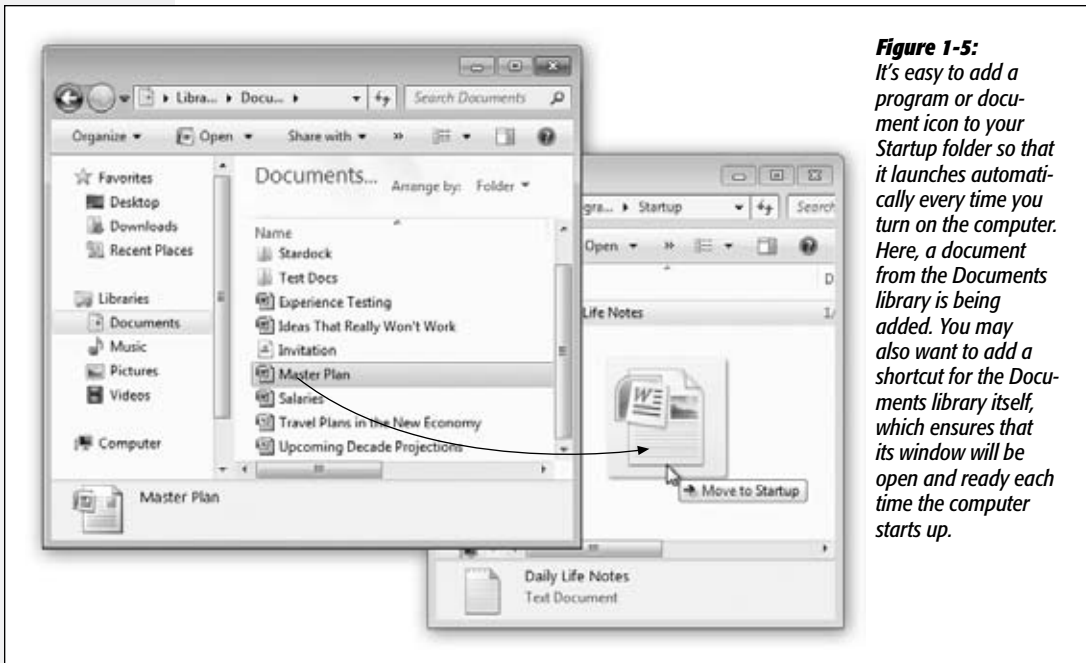 Libra... Docu... Search Documents
Organize Open Share with »
Favorites
Desktop
Downloads
Recent Places
Libraries
Documents
Music
Pictures
Videos
Computer
Documents...
Arrange by: Folder
Name
Stardock
Test Docs
Experience Testing
Ideas That Really Won't Work
Invitation
Master Plan
Salaries
Travel Plans in the New Economy
Upcoming Decade Projections
Master Plan
gra... Startup Search
Open »
D
Life Notes 1/
W
Move to Startup
Daily Life Notes
Text Document
Figure 1-5:
It's easy to add a
program or docu-
ment icon to your
Startup folder so that
it launches automati-
cally every time you
turn on the computer.
Here, a document
from the Documents
library is being
added. You may
also want to add a
shortcut for the Docu-
ments library itself,
which ensures that
its window will be
open and ready each
time the computer
starts up.